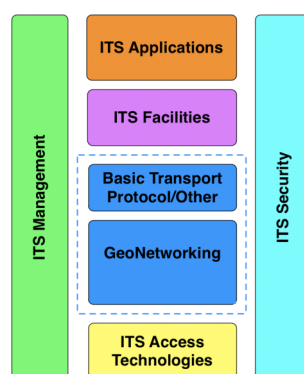 ITS Management
ITS Applications
ITS Facilities
Basic Transport
Protocol/Other
GeoNetworking
ITS Access
Technologies
ITS Security